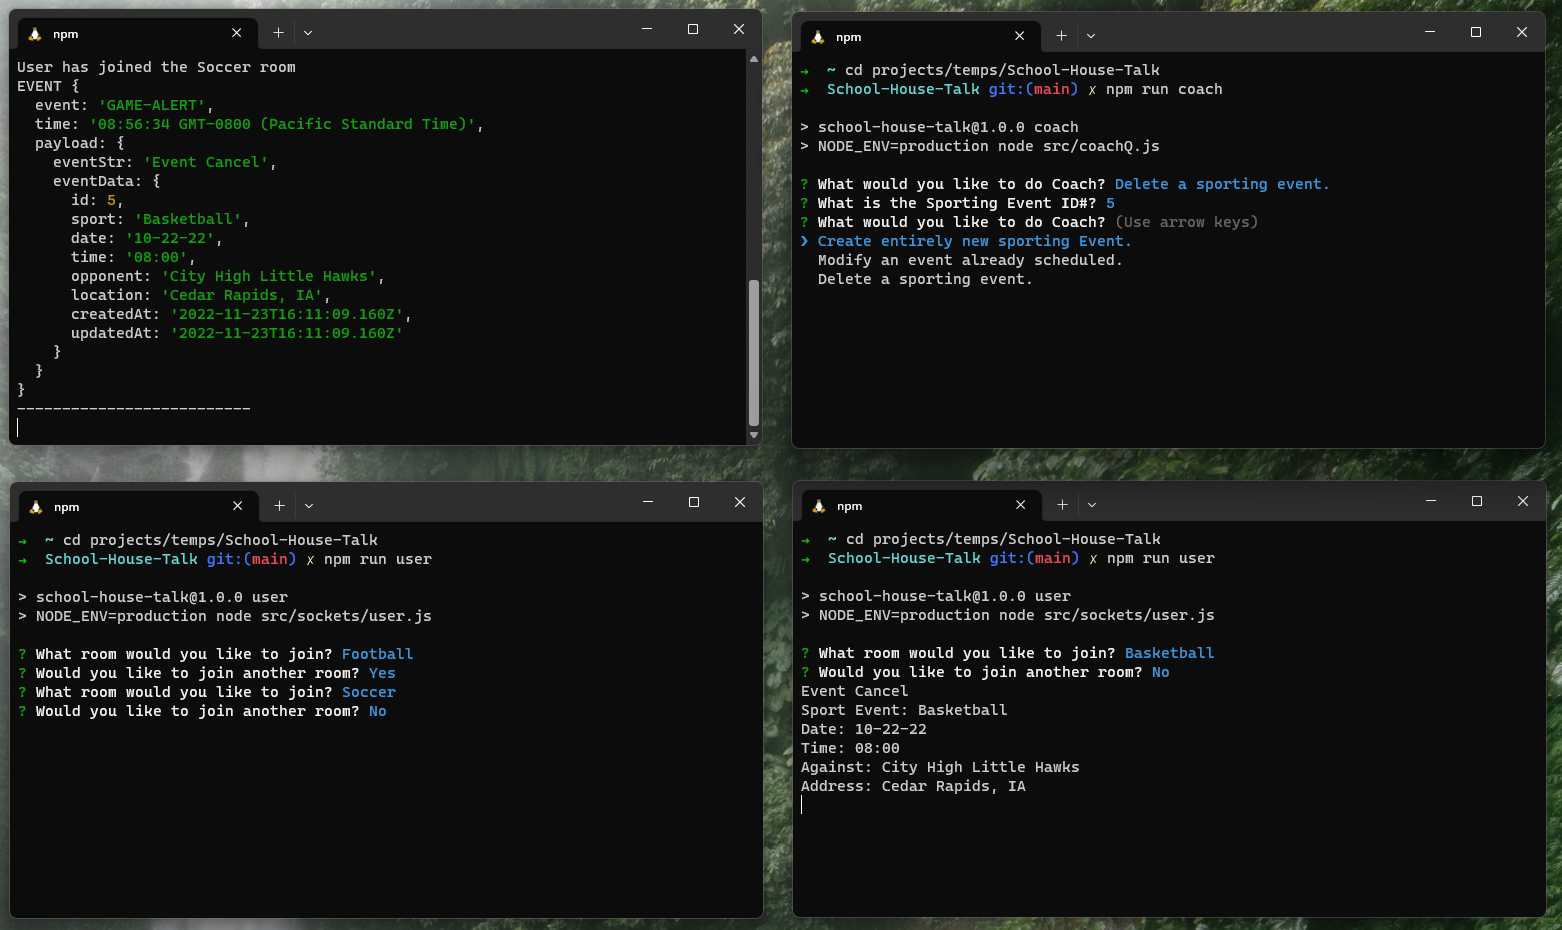 npm
User has joined the Soccer room
EVENT {
  event: 'GAME-ALERT',
  time: '08:56:34 GMT-0800 (Pacific Standard Time)',
  payload: {
    eventStr: 'Event Cancel',
    eventData: {
      id: 5,
      sport: 'Basketball',
      date: '10-22-22',
      time: '08:00',
      opponent: 'City High Little Hawks',
      location: 'Cedar Rapids, IA',
      createdAt: '2022-11-23T16:11:09.160Z',
      updatedAt: '2022-11-23T16:11:09.160Z'
    }
  }
}
--------------------------
npm
→  ~ cd projects/temps/School-House-Talk
→  School-House-Talk git:(main) ✗ npm run coach

> school-house-talk@1.0.0 coach
> NODE_ENV=production node src/coachQ.js

? What would you like to do Coach? Delete a sporting event.
? What is the Sporting Event ID#? 5
? What would you like to do Coach? (Use arrow keys)
❯ Create entirely new sporting Event.
  Modify an event already scheduled.
  Delete a sporting event.
npm
→  ~ cd projects/temps/School-House-Talk
→  School-House-Talk git:(main) ✗ npm run user

> school-house-talk@1.0.0 user
> NODE_ENV=production node src/sockets/user.js

? What room would you like to join? Football
? Would you like to join another room? Yes
? What room would you like to join? Soccer
? Would you like to join another room? No
npm
→  ~ cd projects/temps/School-House-Talk
→  School-House-Talk git:(main) ✗ npm run user

> school-house-talk@1.0.0 user
> NODE_ENV=production node src/sockets/user.js

? What room would you like to join? Basketball
? Would you like to join another room? No
Event Cancel
Sport Event: Basketball
Date: 10-22-22
Time: 08:00
Against: City High Little Hawks
Address: Cedar Rapids, IA